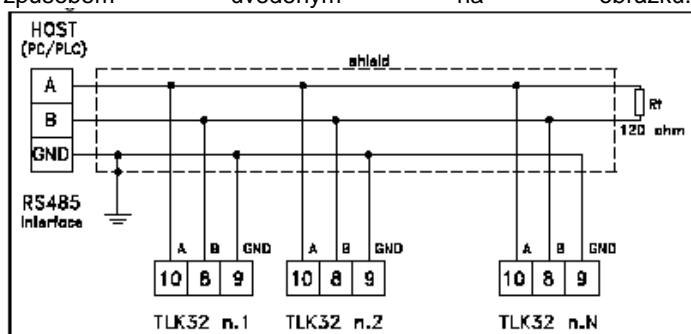 způsobem uvedeným na obrázku.
HOST
(PC/PLC)
shield
A
B
GND
Rt
120 ohm
RS485
Interface
A B GND
A B GND
A B GND
10 8 9
10 8 9
10 8 9
TLK32 n.1
TLK32 n.2
TLK32 n.N